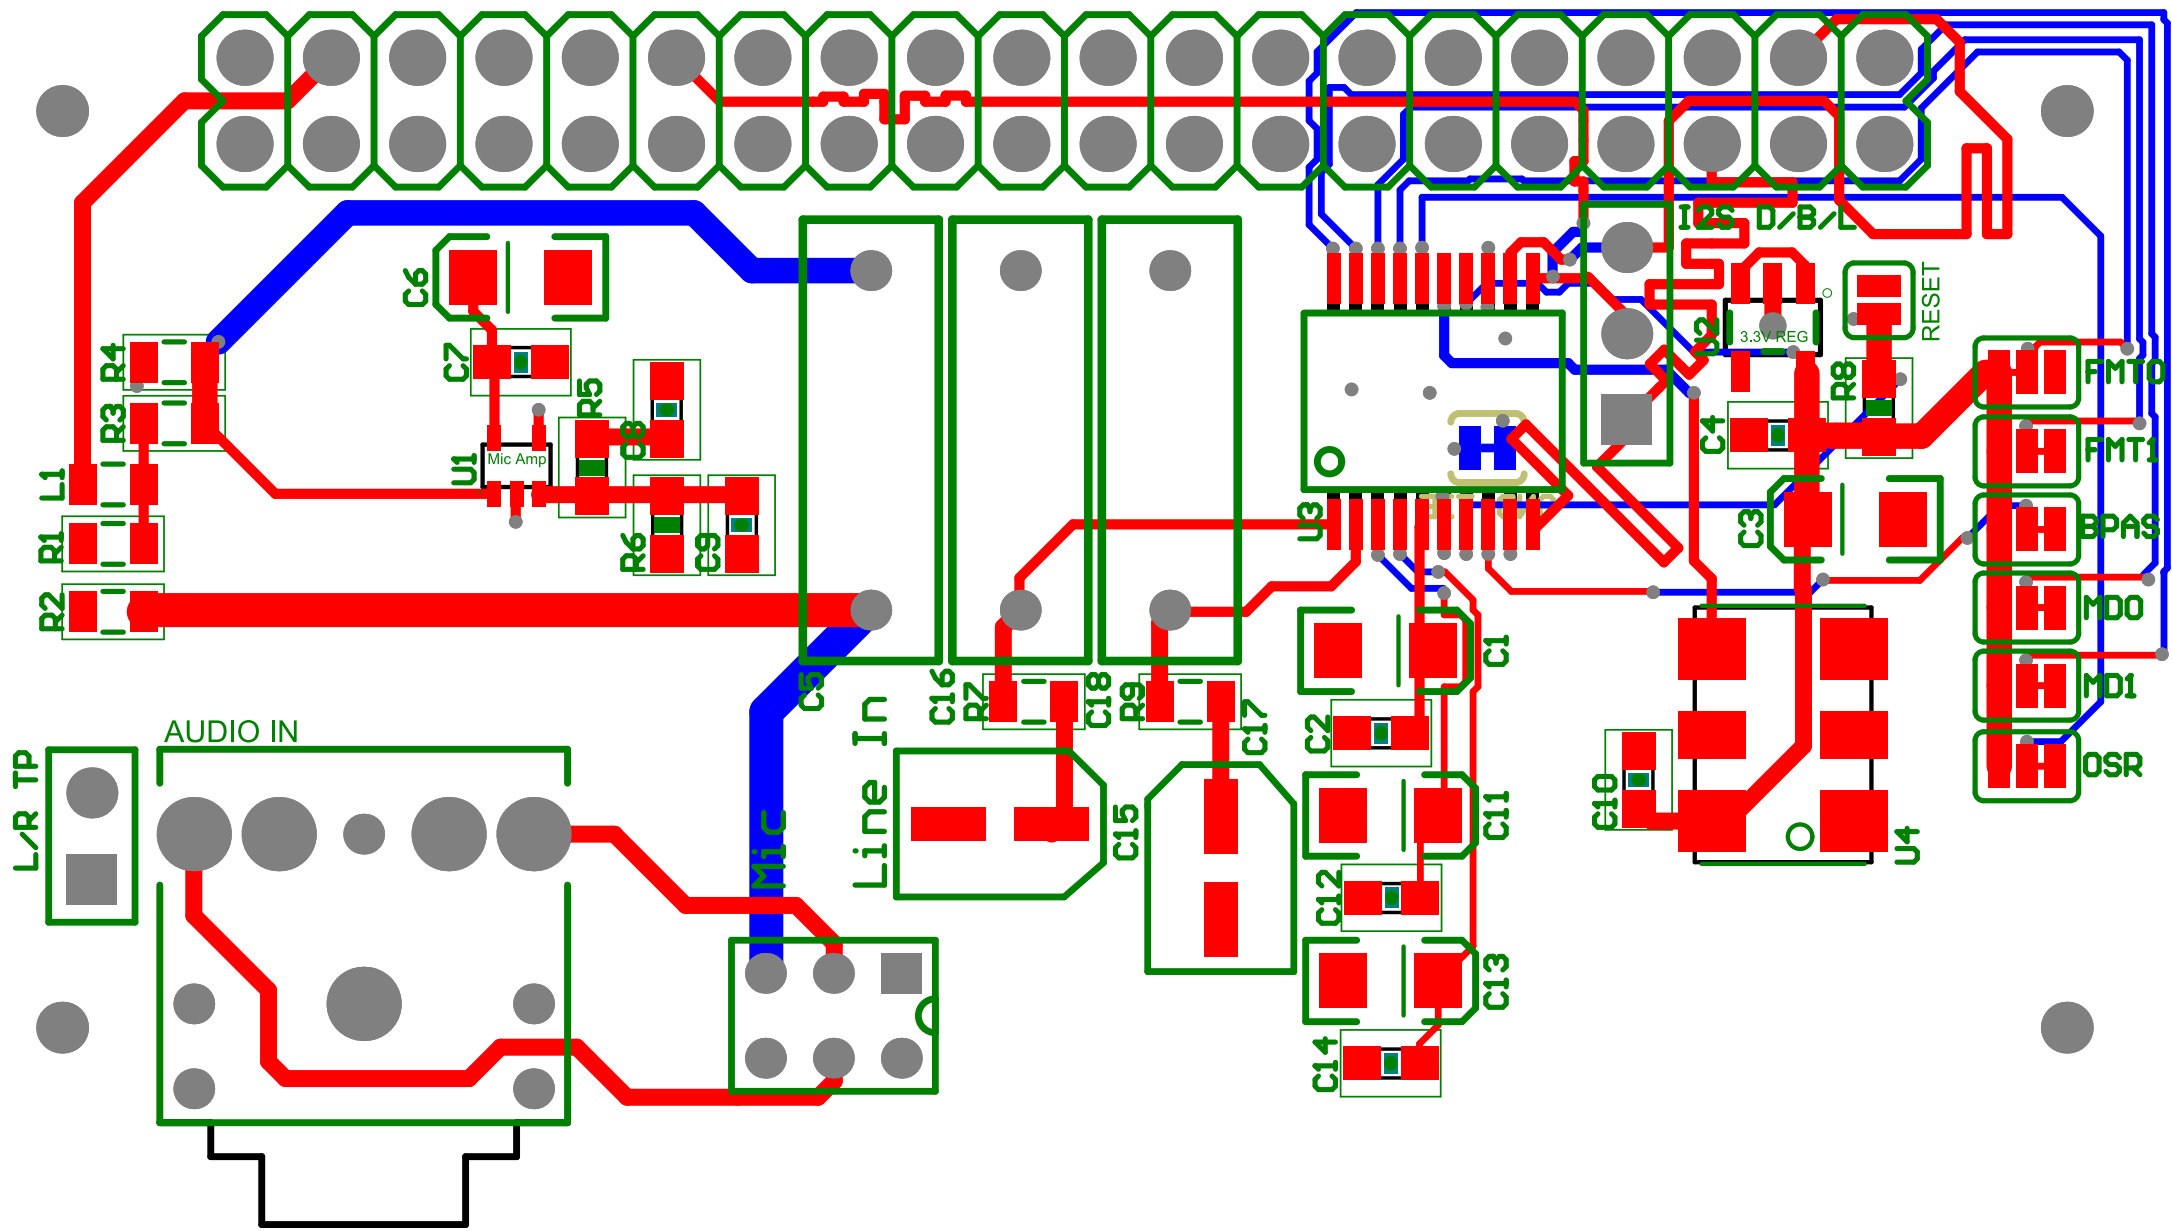 I2S D/B/L
C6
RESET
U2
3.3V REG
R4
C7
R5
R8
FMT0
R3
C8
C4
FMT1
L1
U1
Mic Amp
U3
C3
BPAS
R1
R6
C9
R2
MD0
C1
C5
C16
R7
C18
R9
C17
MD1
AUDIO IN
C2
L/R TP
Line In
MiC
C15
C11
C10
U4
OSR
C12
C13
C14